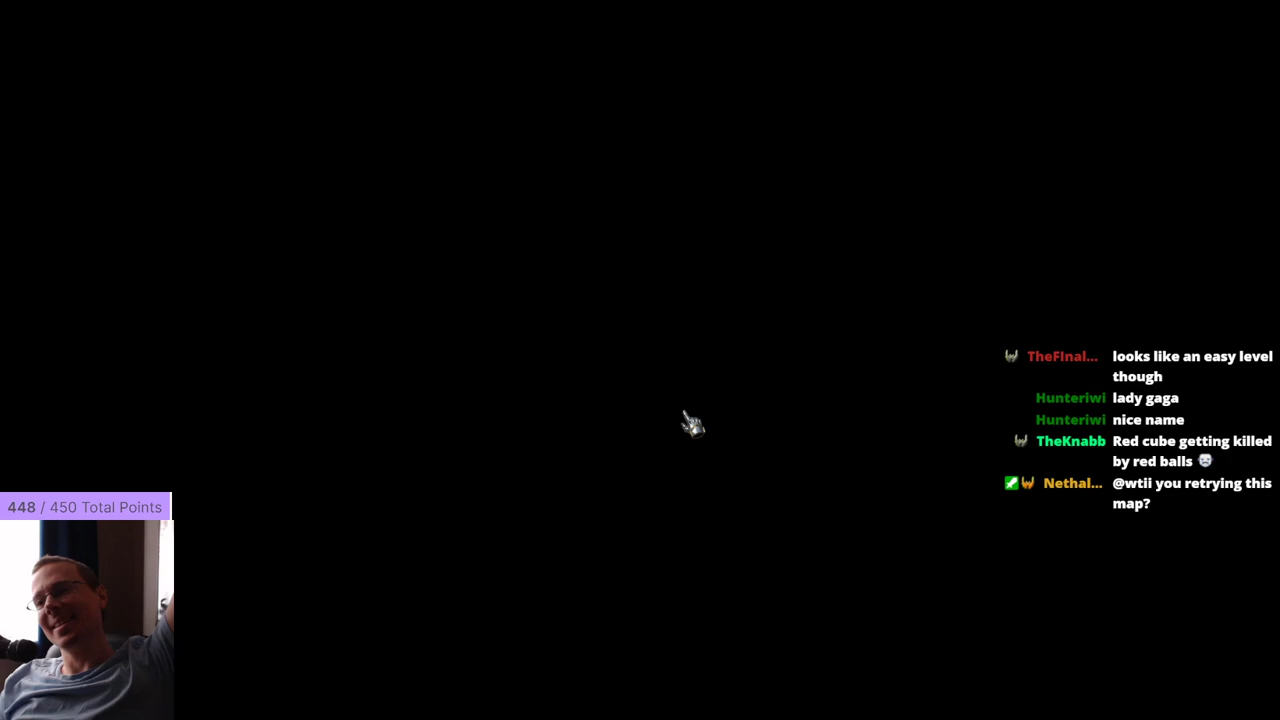 TheFInal... looks like an easy level
though
Hunteriwi lady gaga
Hunteriwi nice name
TheKnabb Red cube getting killed
by red balls
Nethal... @wtii you retrying this
map?
448 / 450 Total Points